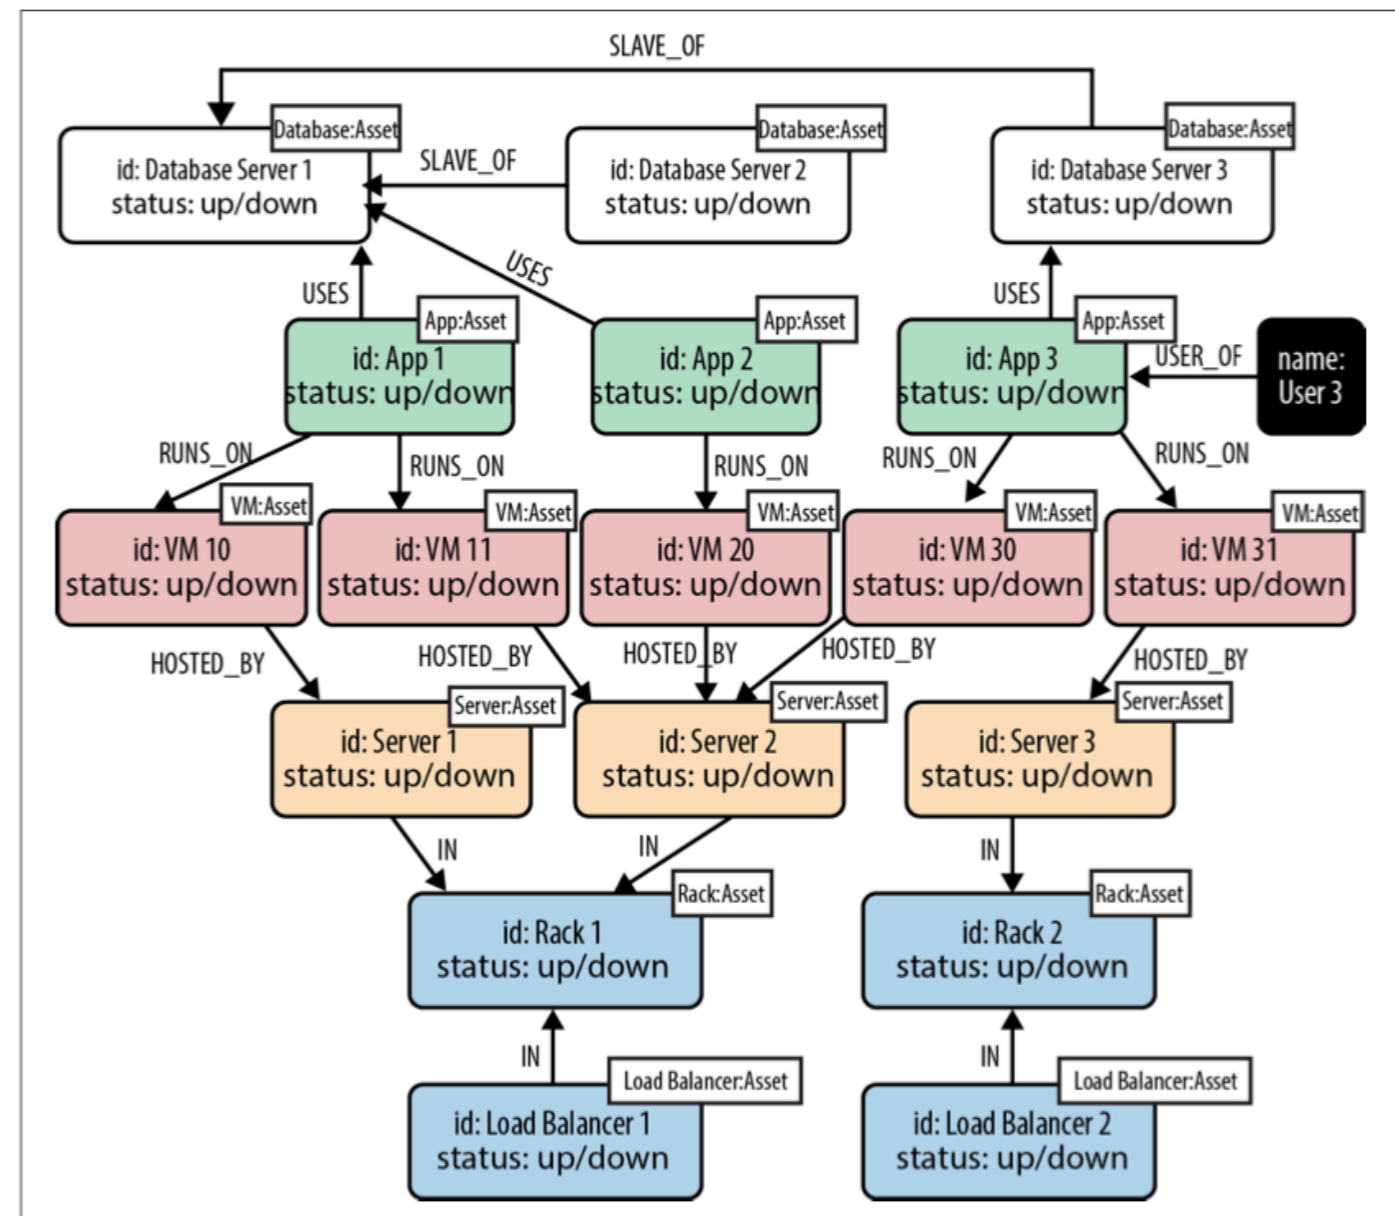 SLAVE_OF
Database:Asset
id: Database Server 1
status: up/down
SLAVE_OF
Database:Asset
id: Database Server 2
status: up/down
Database:Asset
id: Database Server 3
status: up/down
USES
USES
USES
App:Asset
id: App 1
status: up/down
App:Asset
id: App 2
status: up/down
App:Asset
id: App 3
status: up/down
USER_OF
name:
User 3
RUNS_ON
RUNS_ON
RUNS_ON
RUNS_ON
RUNS_ON
VM:Asset
id: VM 10
status: up/down
VM:Asset
id: VM 11
status: up/down
VM:Asset
id: VM 20
status: up/down
VM:Asset
id: VM 30
status: up/down
VM:Asset
id: VM 31
status: up/down
HOSTED_BY
HOSTED_BY
HOSTED_BY
HOSTED_BY
HOSTED_BY
Server:Asset
id: Server 1
status: up/down
Server:Asset
id: Server 2
status: up/down
Server:Asset
id: Server 3
status: up/down
IN
IN
IN
Rack:Asset
id: Rack 1
status: up/down
Rack:Asset
id: Rack 2
status: up/down
IN
IN
Load Balancer:Asset
id: Load Balancer 1
status: up/down
Load Balancer:Asset
id: Load Balancer 2
status: up/down